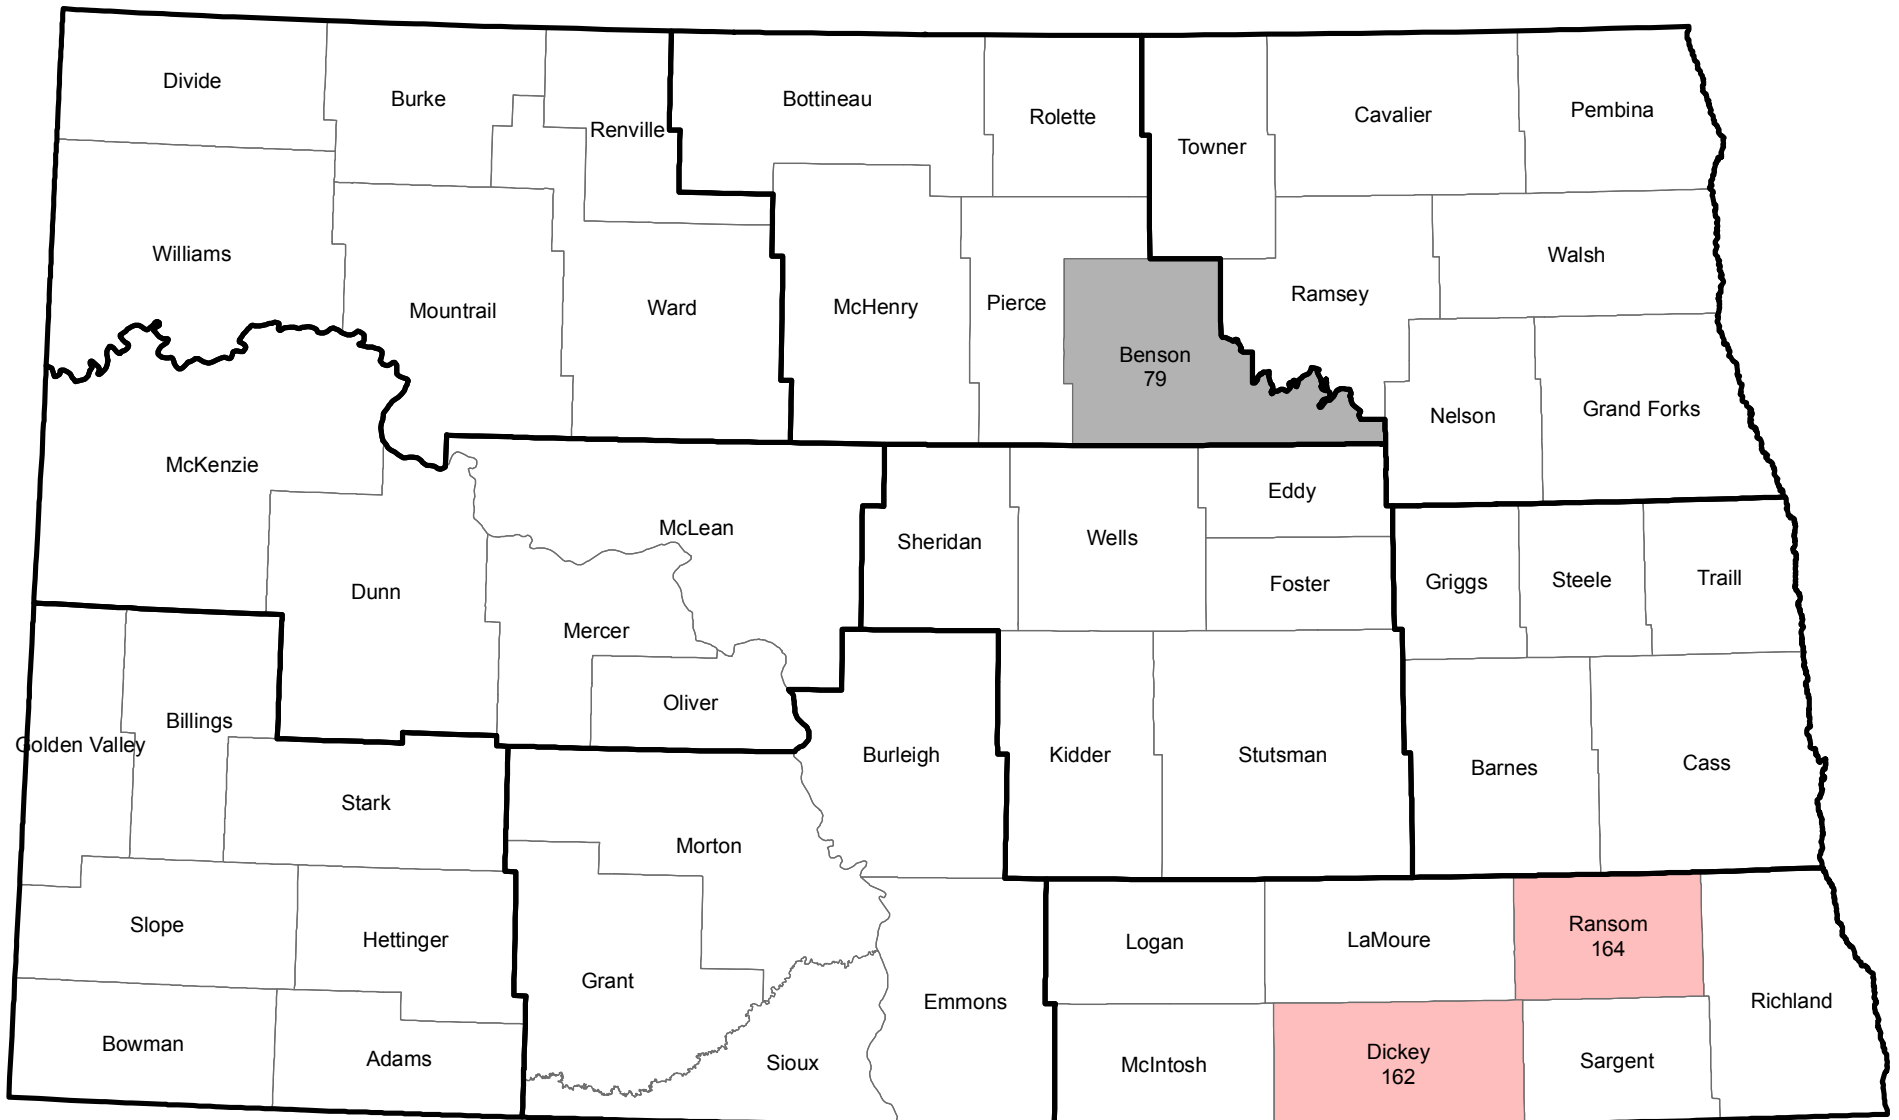 Divide
Burke
Renville
Bottineau
Rolette
Towner
Cavalier
Pembina
Williams
Mountrail
Ward
McHenry
Pierce
Benson
79
Ramsey
Walsh
Nelson
Grand Forks
McKenzie
Dunn
McLean
Mercer
Oliver
Sheridan
Wells
Eddy
Foster
Griggs
Steele
Traill
Golden Valley
Billings
Stark
Morton
Burleigh
Kidder
Stutsman
Barnes
Cass
Slope
Hettinger
Grant
Emmons
Logan
LaMoure
Ransom
164
Richland
Bowman
Adams
Sioux
McIntosh
Dickey
162
Sargent